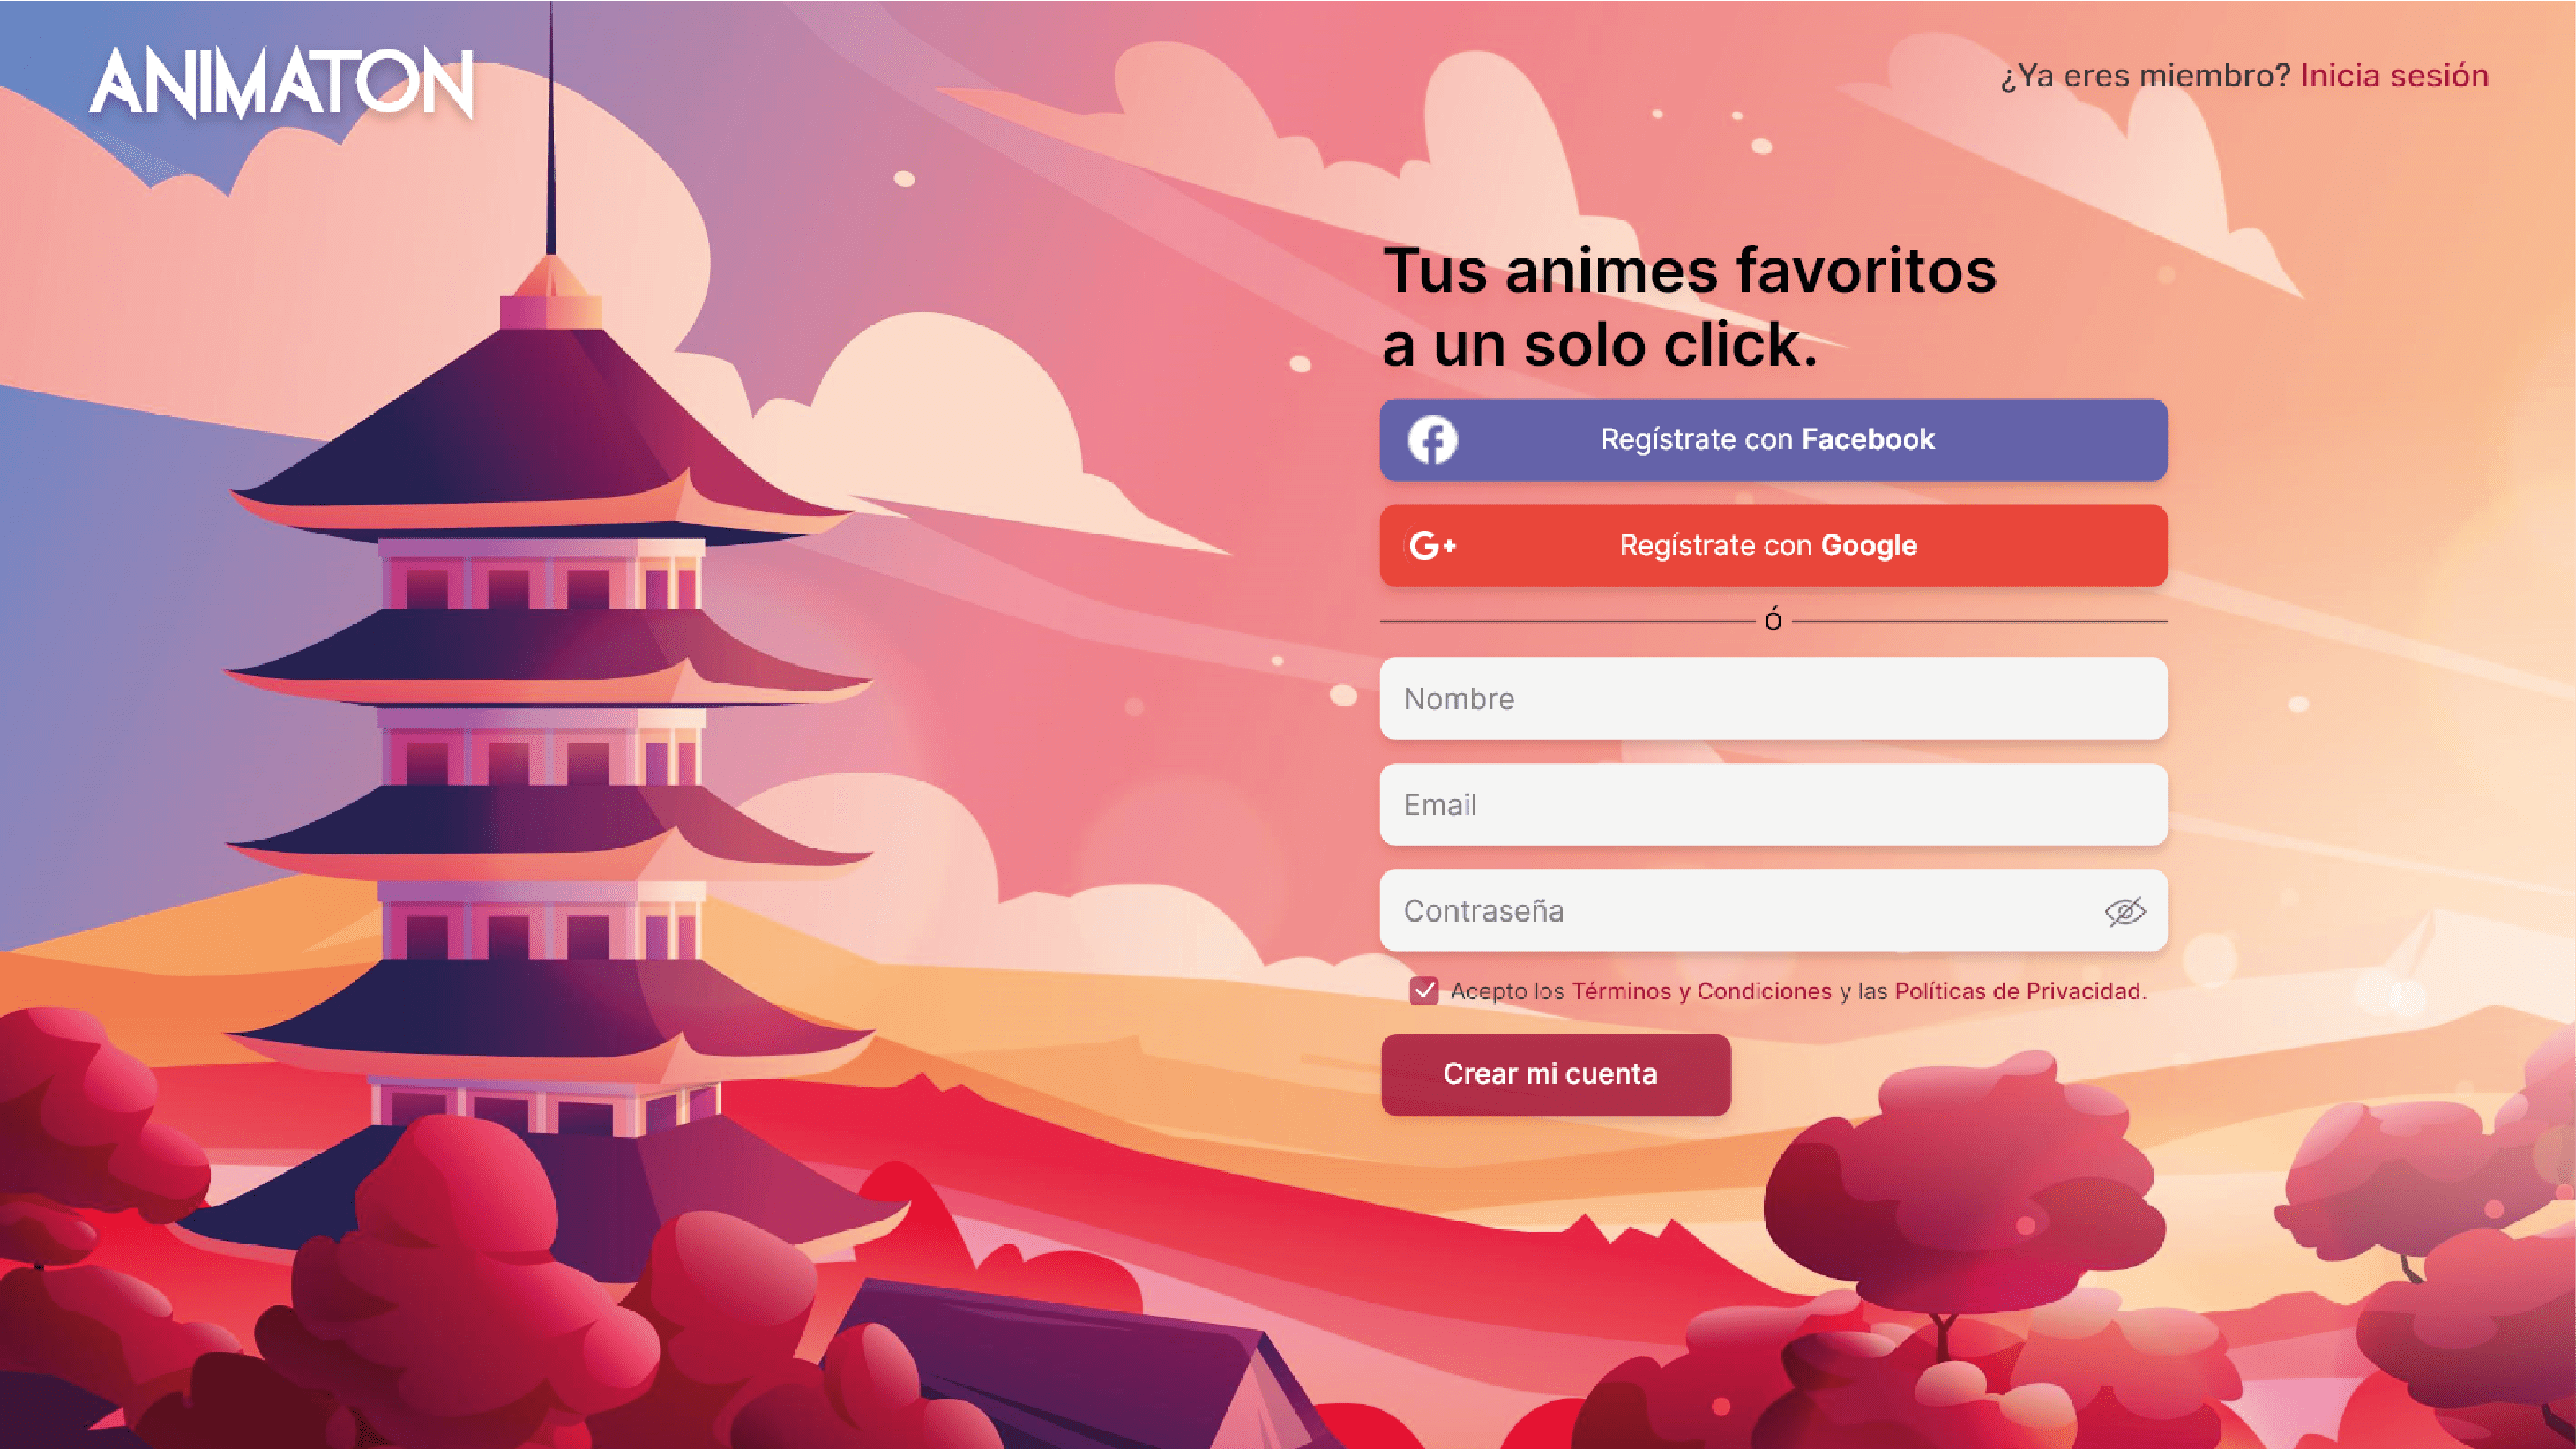 ANIMATON
¿Ya eres miembro? Inicia sesión
Tus animes favoritos
a un solo click.
Regístrate con Facebook
G+ Regístrate con Google
ó
Nombre
Email
Contraseña
Acepto los Términos y Condiciones y las Políticas de Privacidad.
Crear mi cuenta